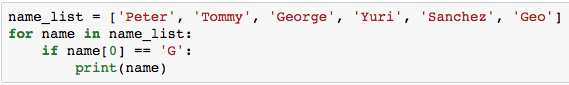 name_list = ['Peter', 'Tommy', 'George', 'Yuri', 'Sanchez', 'Geo']
for name in name_list:
    if name[0] == 'G':
        print(name)